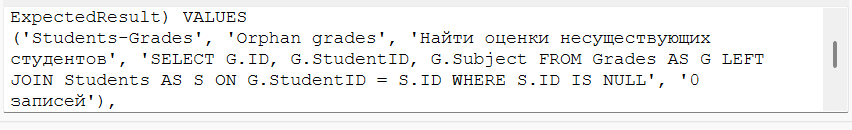 ExpectedResult) VALUES
('Students-Grades', 'Orphan grades', 'Найти оценки несуществующих
студентов', 'SELECT G.ID, G.StudentID, G.Subject FROM Grades AS G LEFT
JOIN Students AS S ON G.StudentID = S.ID WHERE S.ID IS NULL', '0
записей'),